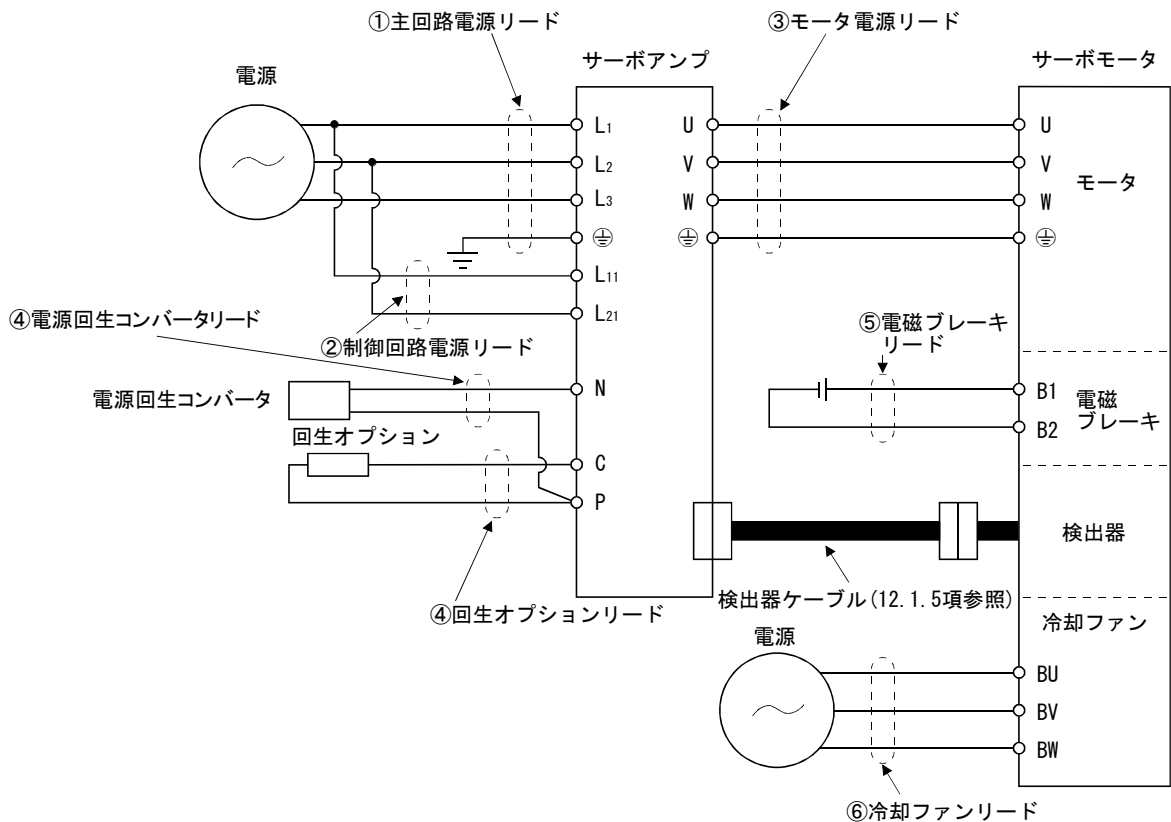 ①主回路電源リード
③モータ電源リード
電源
サーボアンプ
サーボモータ
L1
U
U
L2
V
V
モータ
L3
W
W
L11
L21
④電源回生コンバータリード
②制御回路電源リード
⑤電磁ブレーキ
リード
電源回生コンバータ
N
B1
電磁
ブレーキ
B2
回生オプション
C
P
検出器
④回生オプションリード
検出器ケーブル(12.1.5項参照)
冷却ファン
電源
BU
BV
BW
⑥冷却ファンリード